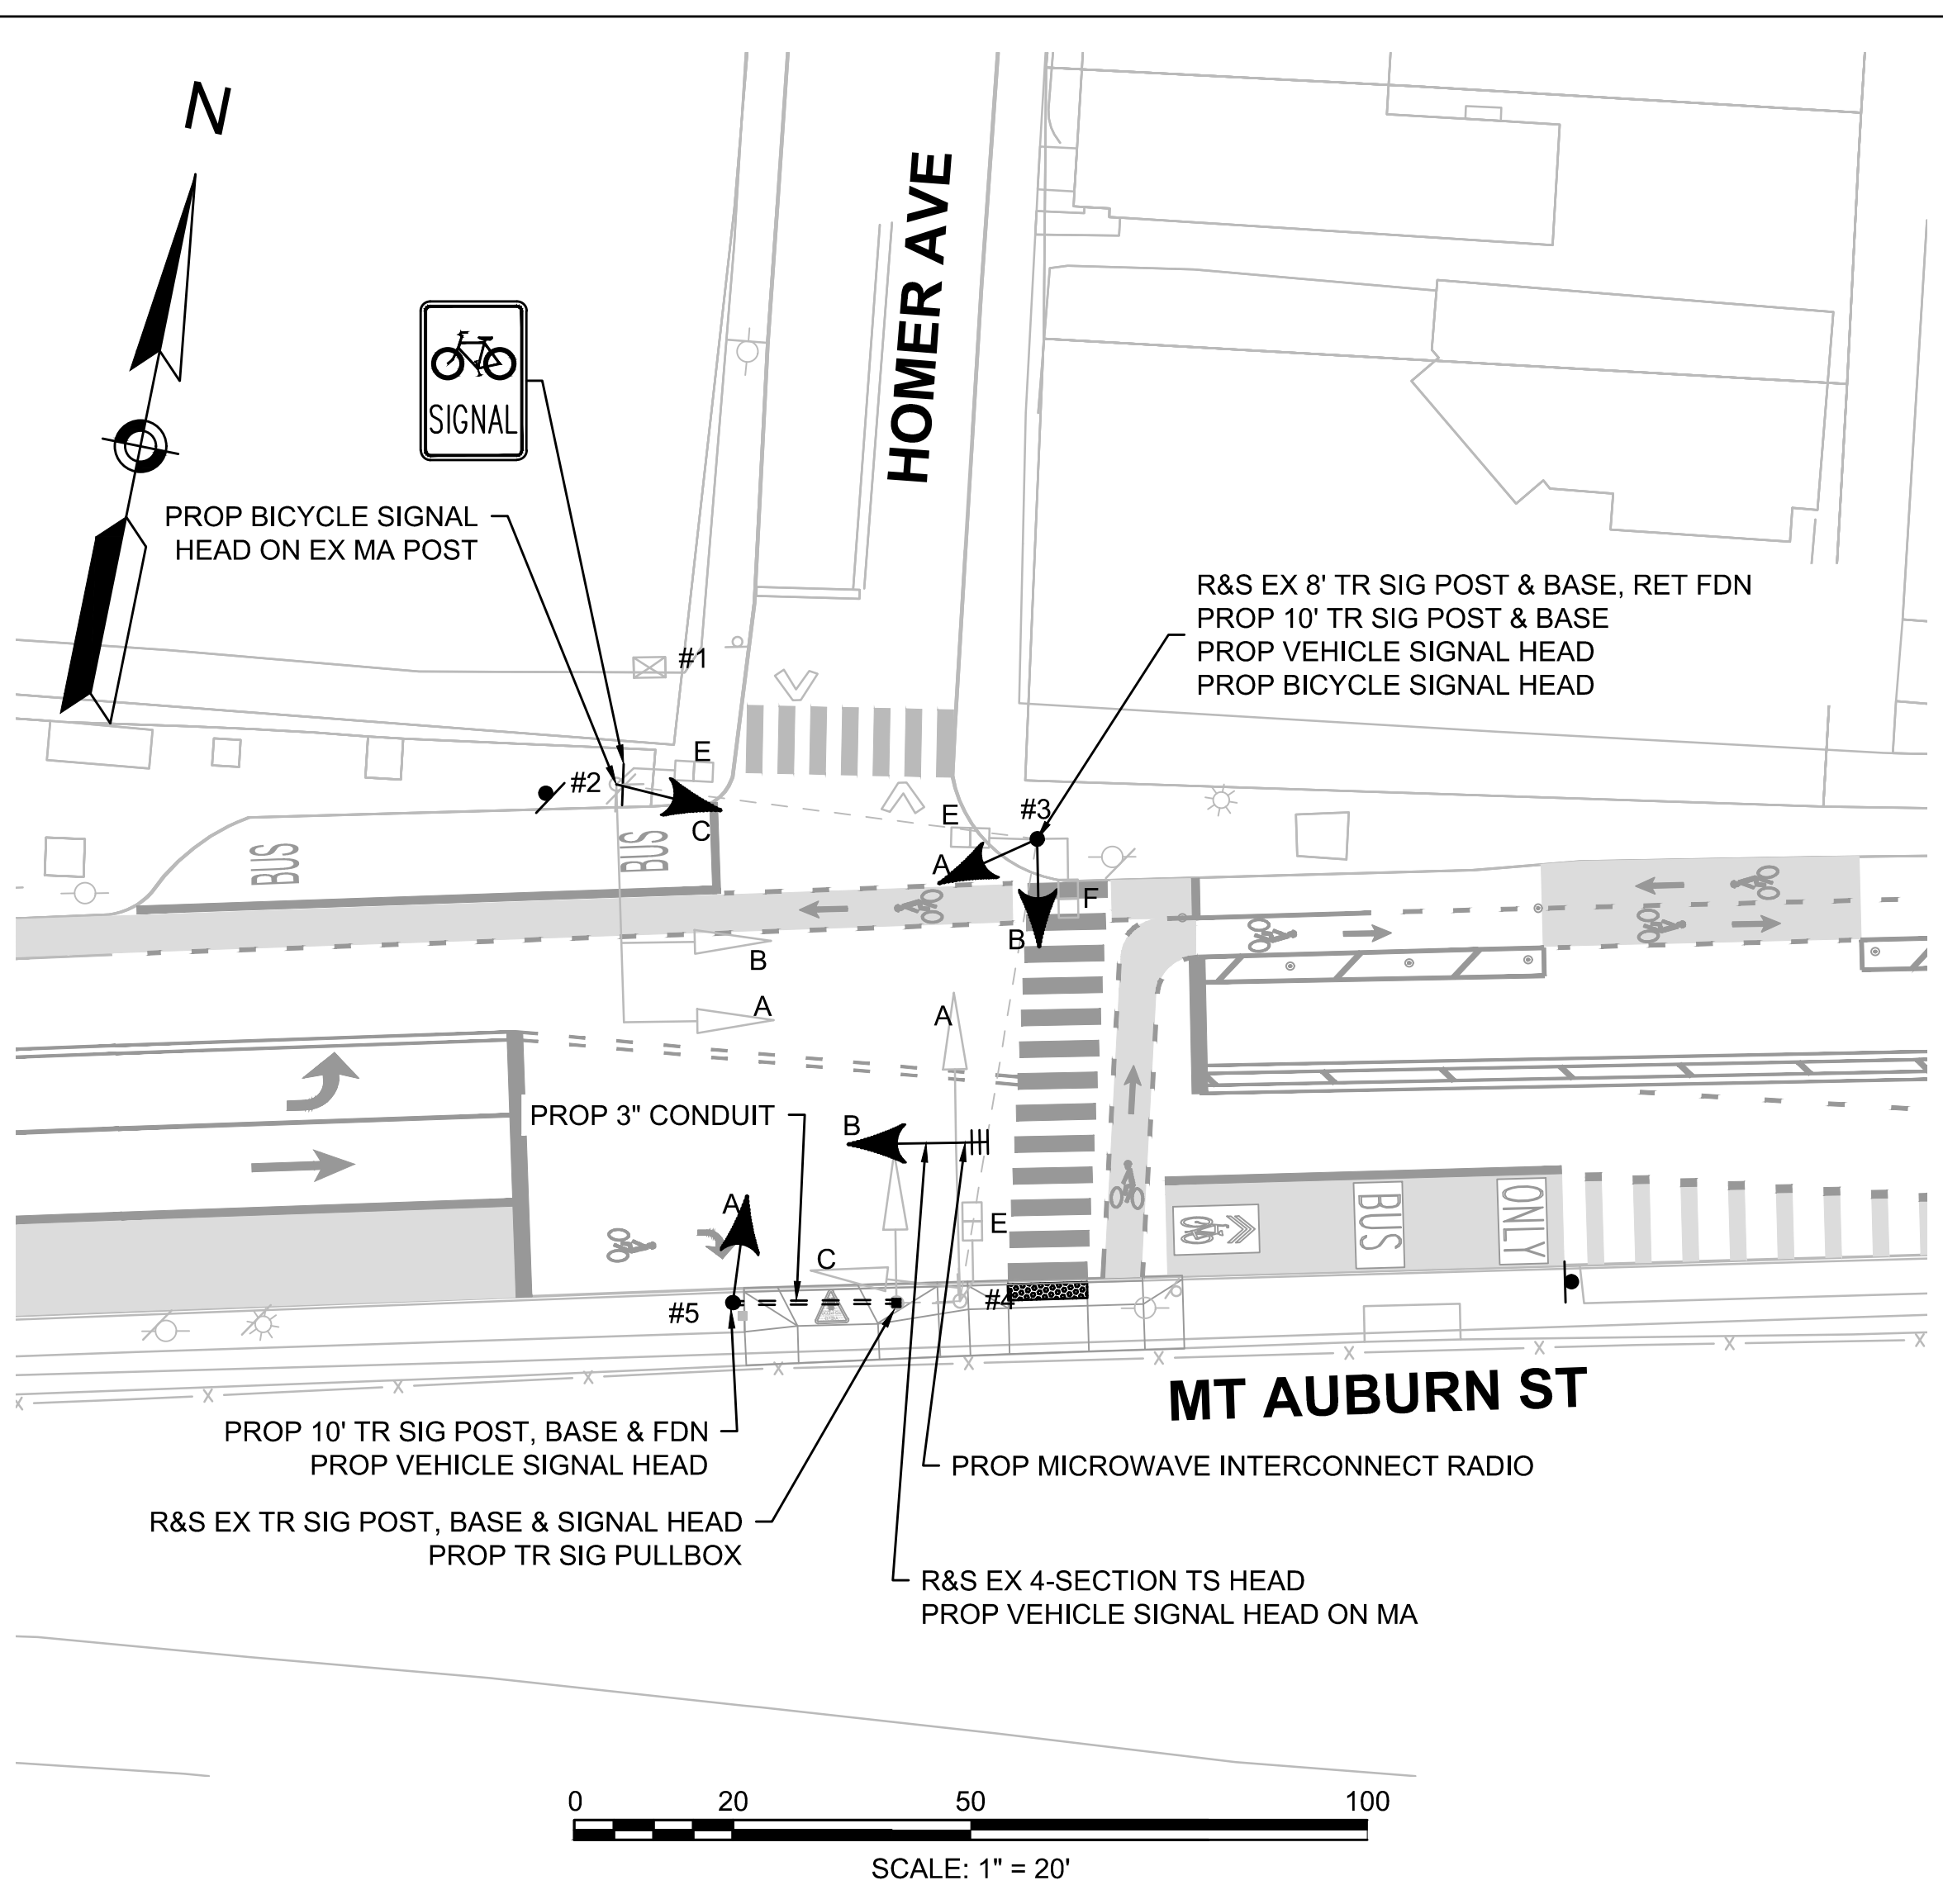 N
HOMER AVE
SIGNAL
PROP BICYCLE SIGNAL
HEAD ON EX MA POST
R&S EX 8' TR SIG POST & BASE, RET FDN
PROP 10' TR SIG POST & BASE
PROP VEHICLE SIGNAL HEAD
PROP BICYCLE SIGNAL HEAD
#1
E
#2
C
#3
E
A
F
B
BUS
BUS
B
A
A
PROP 3" CONDUIT
B
A
E
C
#5
#4
BUS
ONLY
MT AUBURN ST
PROP 10' TR SIG POST, BASE & FDN
PROP VEHICLE SIGNAL HEAD
PROP MICROWAVE INTERCONNECT RADIO
R&S EX TR SIG POST, BASE & SIGNAL HEAD
PROP TR SIG PULLBOX
R&S EX 4-SECTION TS HEAD
PROP VEHICLE SIGNAL HEAD ON MA
X X X X X X X X X X X
0 20 50 100
SCALE: 1" = 20'